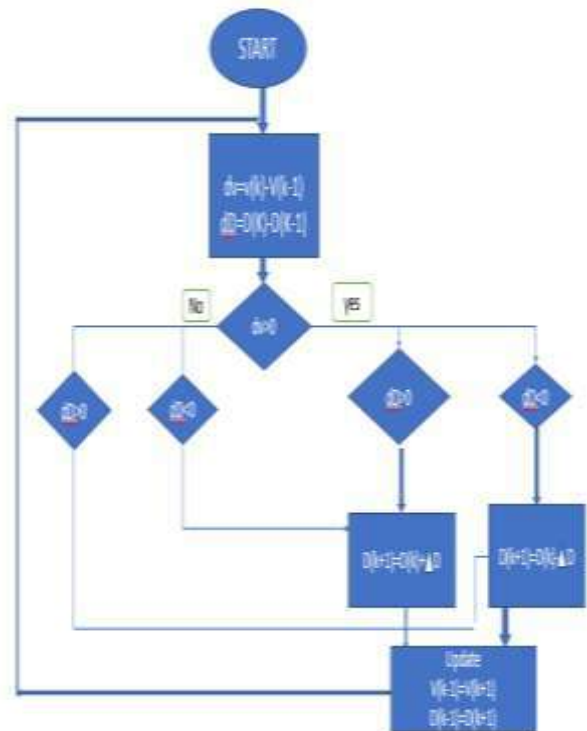 START
dv=v(k)-V(k-1)
dD=D(K)-D(K-1)
No
yes
dv>0
dD>0
dD<0
dD>0
dD<0
D(k+1)=D(k)+▲D
D(k+1)=D(k)-▲D
Update
V(k-1)=V(k+1)
D(k-1)=D(k+1)